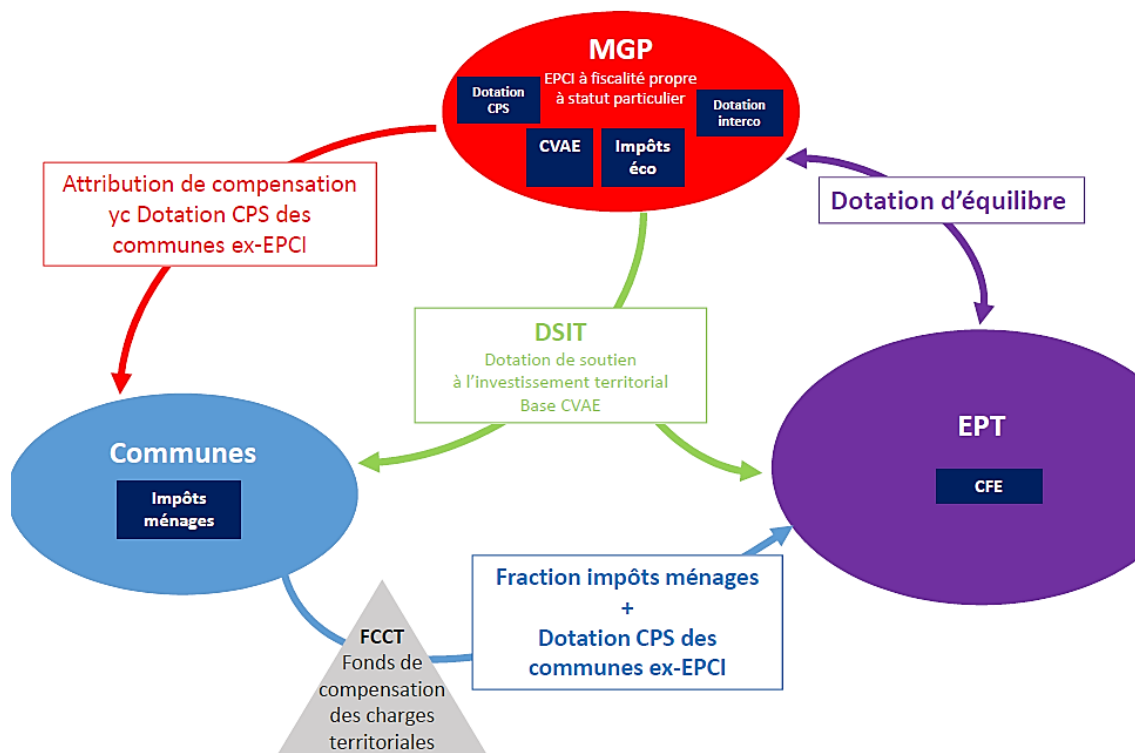 MGP
EPCI à fiscalité propre
à statut particulier
Dotation
CPS
Dotation
interco
CVAE
Impôts
éco
Attribution de compensation
yc Dotation CPS des
communes ex-EPCI
Dotation d’équilibre
DSIT
Dotation de soutien
à l’investissement territorial
Base CVAE
Communes
Impôts
ménages
EPT
CFE
Fraction impôts ménages
+
Dotation CPS des
communes ex-EPCI
FCCT
Fonds de
compensation
des charges
territoriales